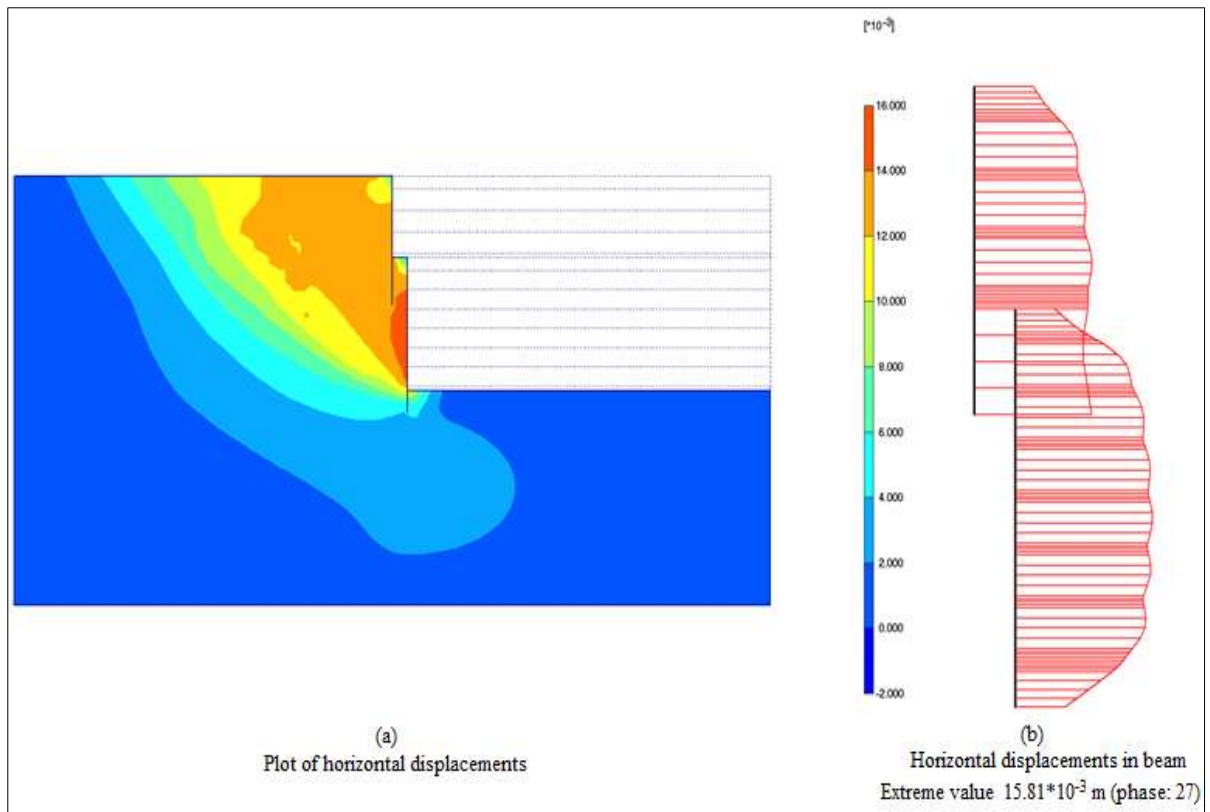 [*10⁻³]
16.000
14.000
12.000
10.000
8.000
6.000
4.000
2.000
0.000
-2.000
(a)
Plot of horizontal displacements
(b)
Horizontal displacements in beam
Extreme value 15.81*10⁻³ m (phase: 27)